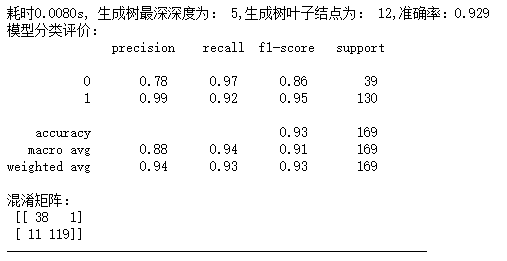 耗时0.0080s, 生成树最深深度为: 5,生成树叶子结点为: 12,准确率：0.929
模型分类评价：
precision recall f1-score support
0 0.78 0.97 0.86 39
1 0.99 0.92 0.95 130
accuracy 0.93 169
macro avg 0.88 0.94 0.91 169
weighted avg 0.94 0.93 0.93 169
混淆矩阵：
[[ 38 1]
[ 11 119]]